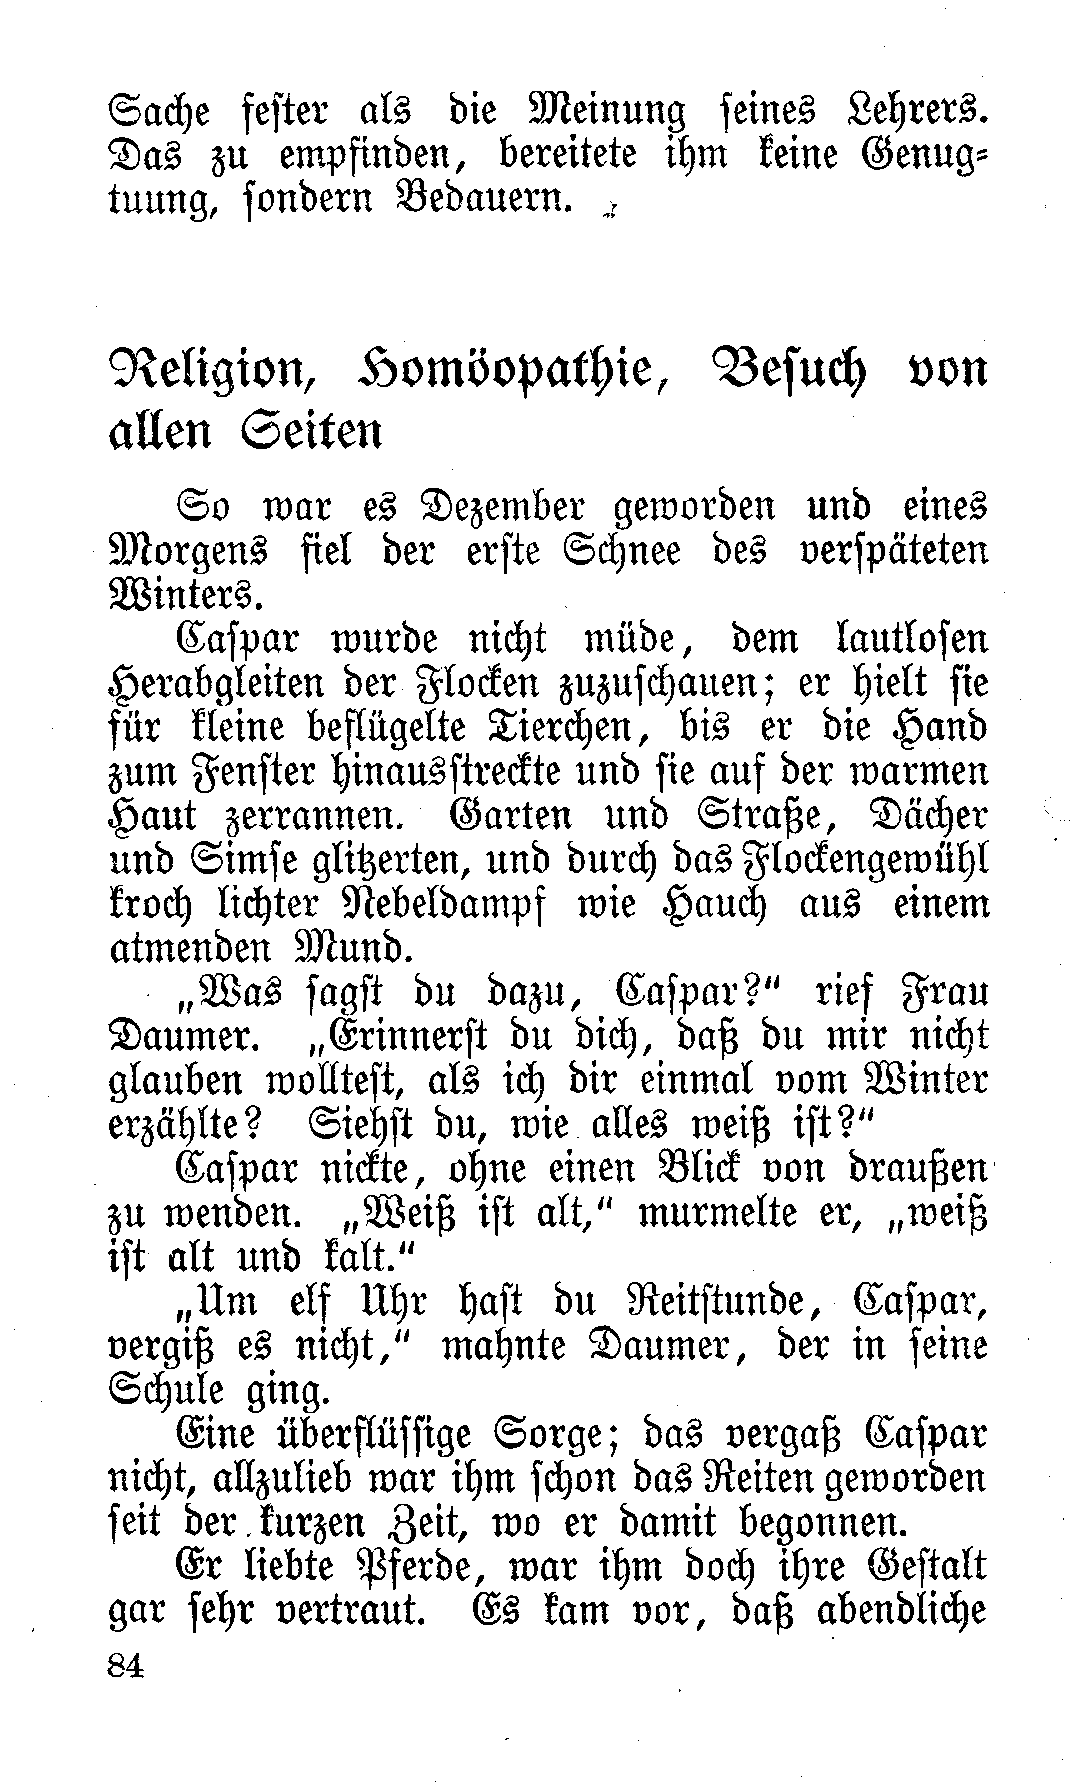 Sache fester als die Meinung seines Lehrers.
Das zu empfinden, bereitete ihm keine Genug-
tuung, sondern Bedauern.
Religion, Homöopathie, Besuch von
allen Seiten
So war es Dezember geworden und eines
Morgens fiel der erste Schnee des verspäteten
Winters.
Caspar wurde nicht müde, dem lautlosen
Herabgleiten der Flocken zuzuschauen; er hielt sie
für kleine beflügelte Tierchen, bis er die Hand
zum Fenster hinausstreckte und sie auf der warmen
Haut zerrannen. Garten und Straße, Dächer
und Simse glitzerten, und durch das Flockengewühl
kroch lichter Nebeldampf wie Hauch aus einem
atmenden Mund.
„Was sagst du dazu, Caspar?“ rief Frau
Daumer. „Erinnerst du dich, daß du mir nicht
glauben wolltest, als ich dir einmal vom Winter
erzählte? Siehst du, wie alles weiß ist?“
Caspar nickte, ohne einen Blick von draußen
zu wenden. „Weiß ist alt,“ murmelte er, „weiß
ist alt und kalt.“
„Um elf Uhr hast du Reitstunde, Caspar,
vergiß es nicht,“ mahnte Daumer, der in seine
Schule ging.
Eine überflüssige Sorge; das vergaß Caspar
nicht, allzulieb war ihm schon das Reiten geworden
seit der kurzen Zeit, wo er damit begonnen.
Er liebte Pferde, war ihm doch ihre Gestalt
gar sehr vertraut. Es kam vor, daß abendliche
84